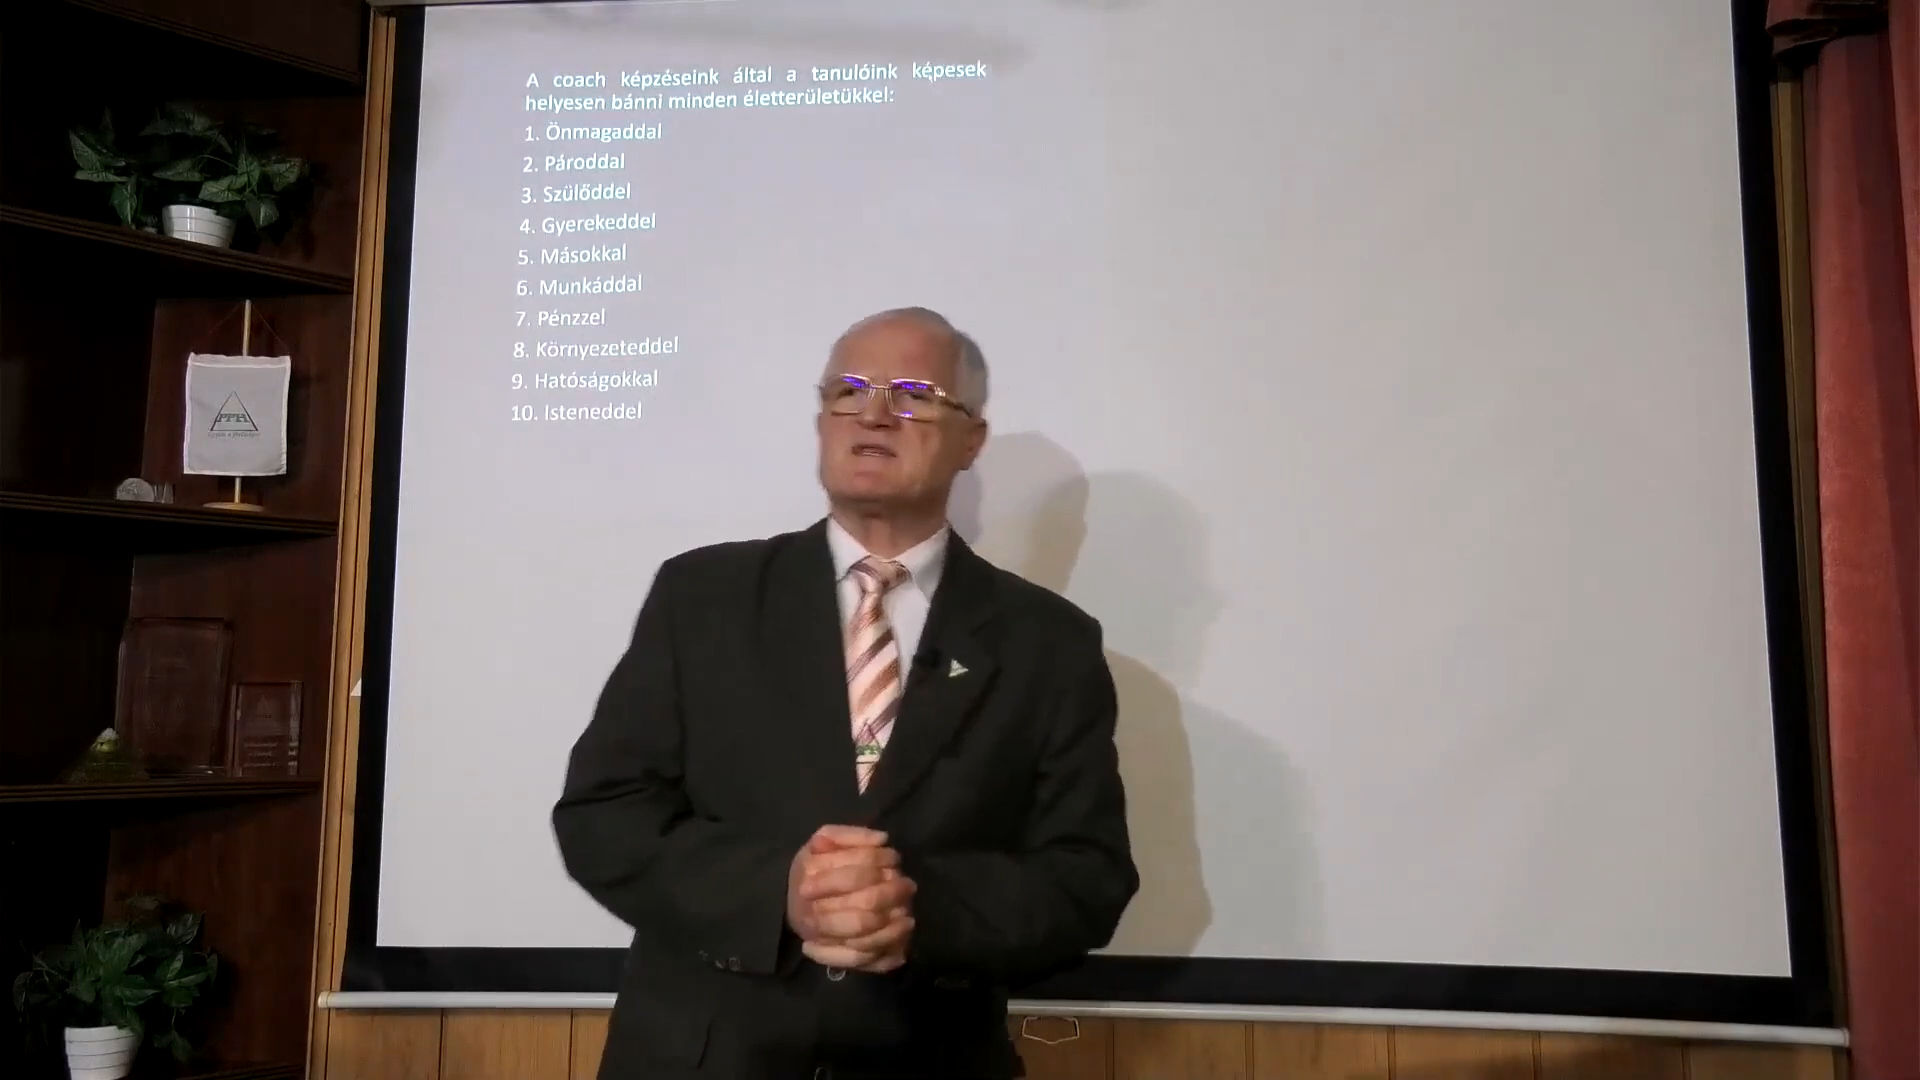 A coach képzéseink által a tanulóink képesek
helyesen bánni minden életterületükkel:
1. Önmagaddal
2. Pároddal
3. Szülőddel
4. Gyerekeddel
5. Másokkal
6. Munkáddal
7. Pénzzel
8. Környezeteddel
9. Hatóságokkal
10. Isteneddel
PPH